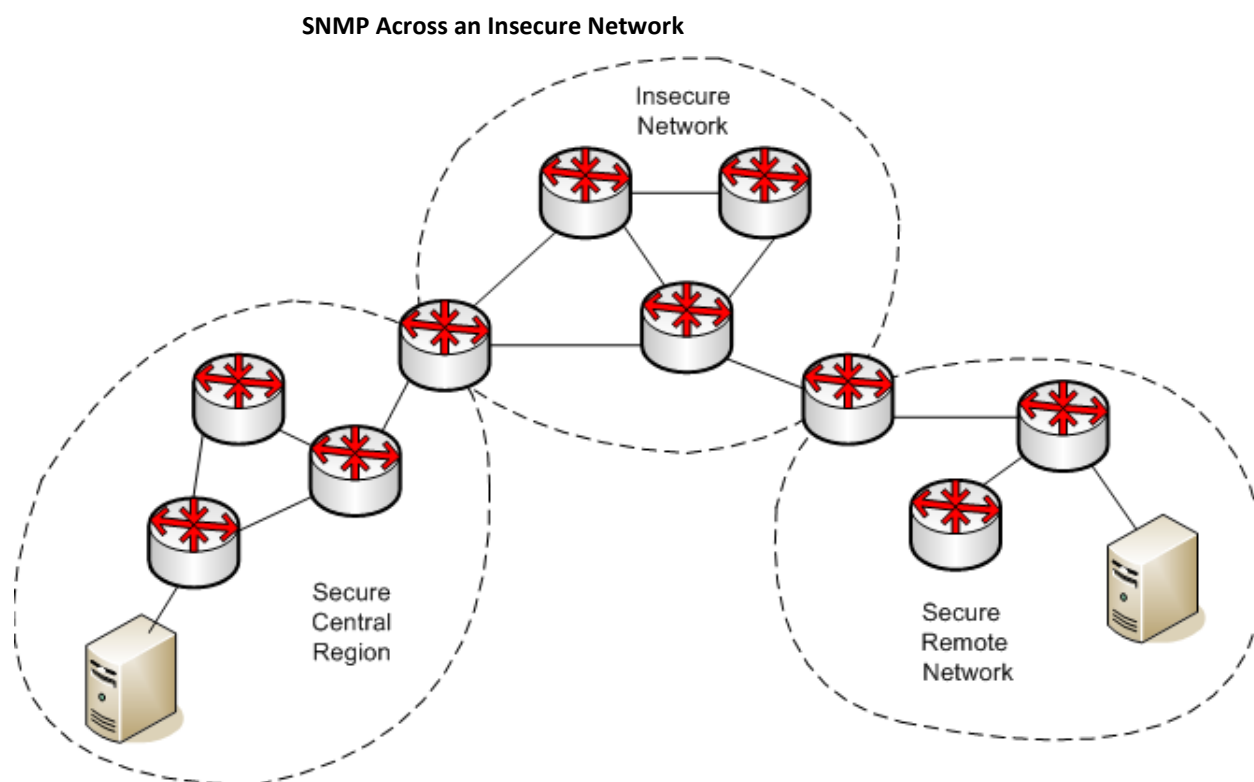 SNMP Across an Insecure Network
Insecure
Network
Secure
Central
Region
Secure
Remote
Network